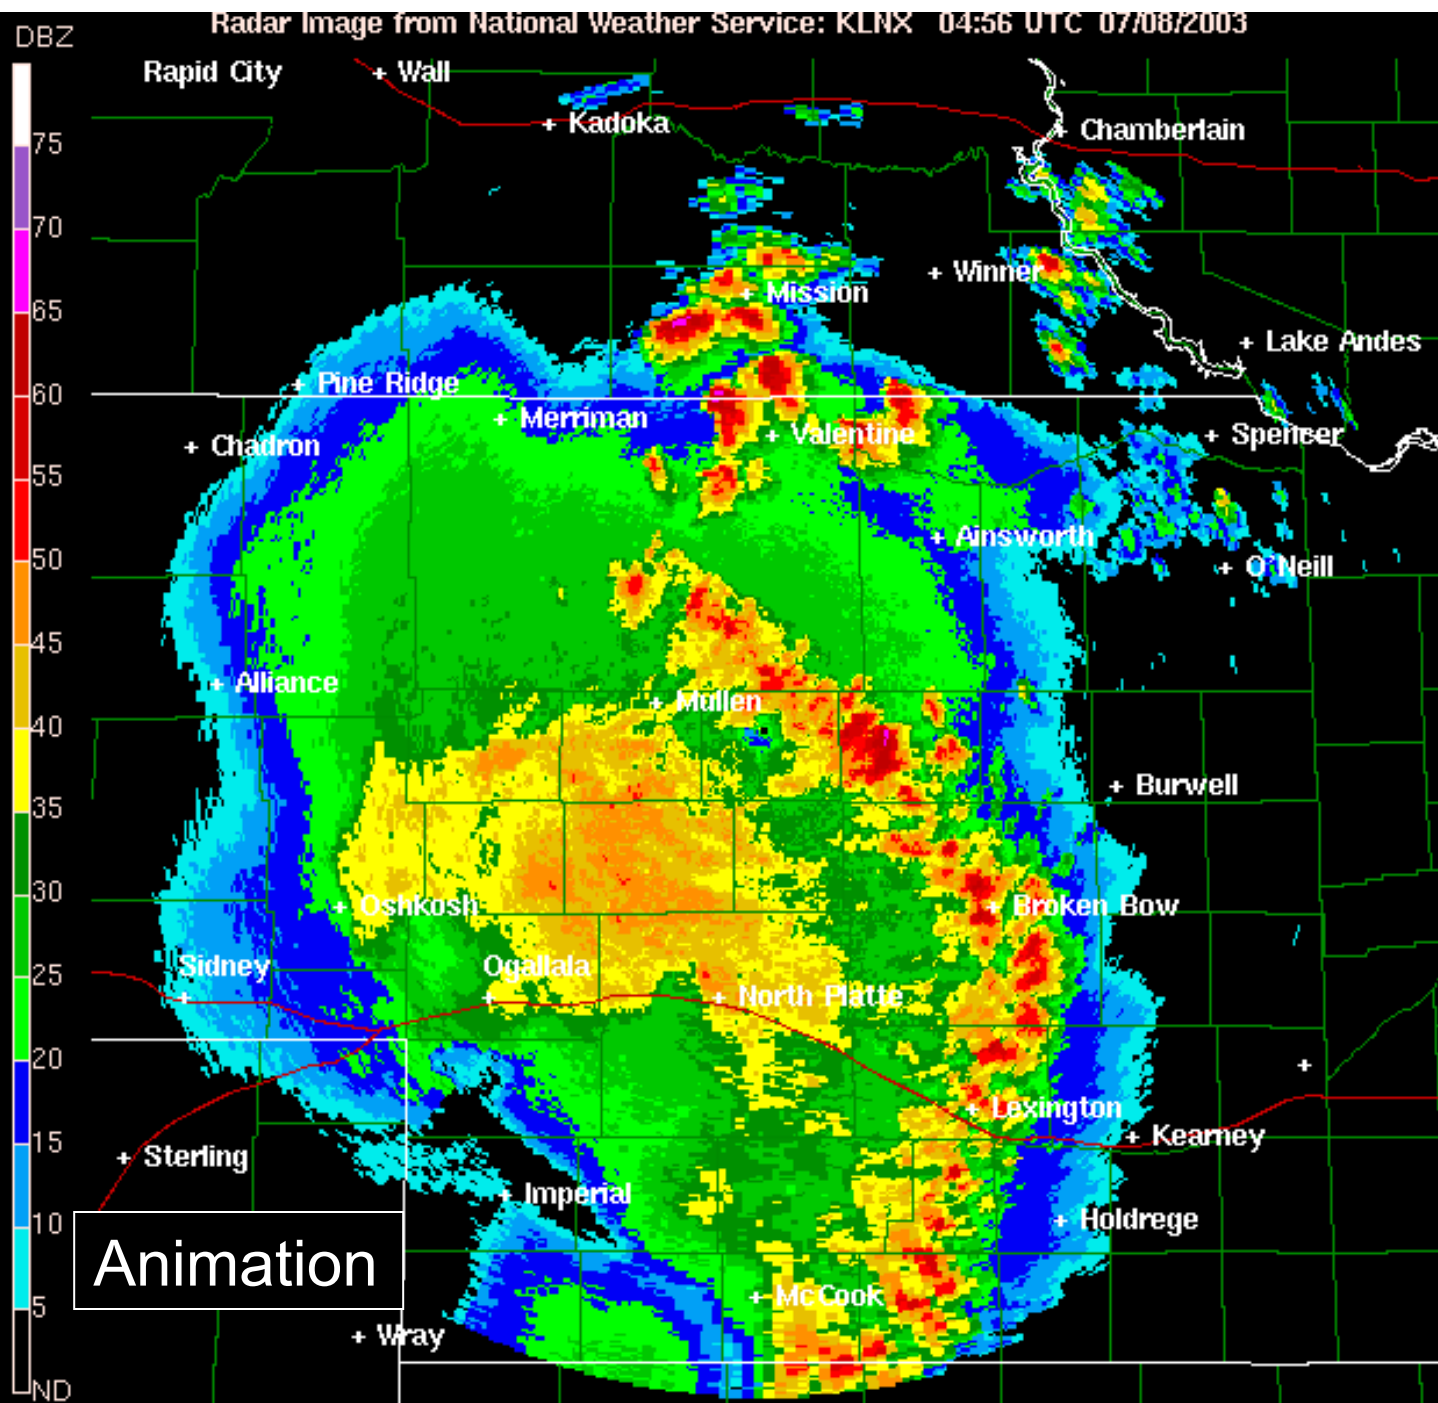 Radar Image from National Weather Service: KLNX 04:56 UTC 07/08/2003
DBZ
Rapid City
Wall
Kadoka
Chamberlain
75
70
Winner
Mission
65
Lake Andes
Pine Ridge
60
Merriman
Chadron
Valentine
Spencer
55
Ainsworth
50
O'Neill
45
Alliance
Mullen
40
Burwell
35
30
Oshkosh
Broken Bow
25
Sidney
Ogallala
North Platte
20
Lexington
15
Kearney
Sterling
Imperial
10
Holdrege
Animation
5
McCook
Wray
ND